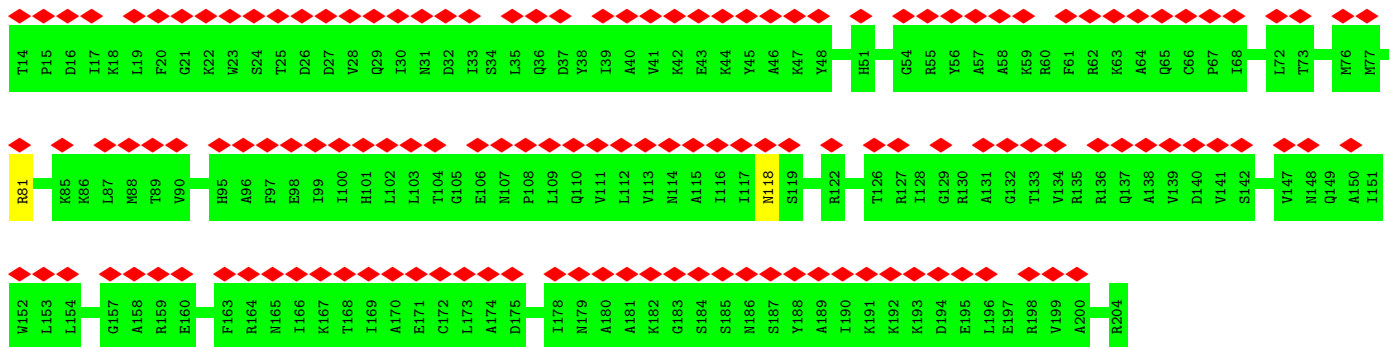 T14 P15 D16 I17 K18 L19 F20 G21 K22 W23 S24 T25 D26 D27 V28 Q29 I30 N31 D32 I33 S34 L35 Q36 D37 Y38 I39 A40 V41 K42 E43 K44 Y45 A46 K47 Y48 H51 G54 R55 Y56 A57 A58 K59 R60 F61 R62 K63 A64 Q65 C66 P67 I68 L72 T73 M76 M77
R81 K85 K86 L87 M88 T89 V90 H95 A96 F97 E98 I99 I100 H101 L102 L103 T104 G105 E106 N107 P108 L109 Q110 V111 L112 V113 N114 A115 I116 I117 N118 S119 R122 T126 R127 I128 G129 R130 A131 G132 T133 V134 R135 R136 Q137 A138 V139 D140 V141 S142 V147 N148 Q149 A150 I151
W152 L153 L154 G157 A158 R159 E160 F163 R164 N165 I166 K167 T168 I169 A170 E171 C172 L173 A174 D175 I178 N179 A180 A181 K182 G183 S184 S185 N186 S187 Y188 A189 I190 K191 K192 K193 D194 E195 L196 E197 R198 V199 A200 R204